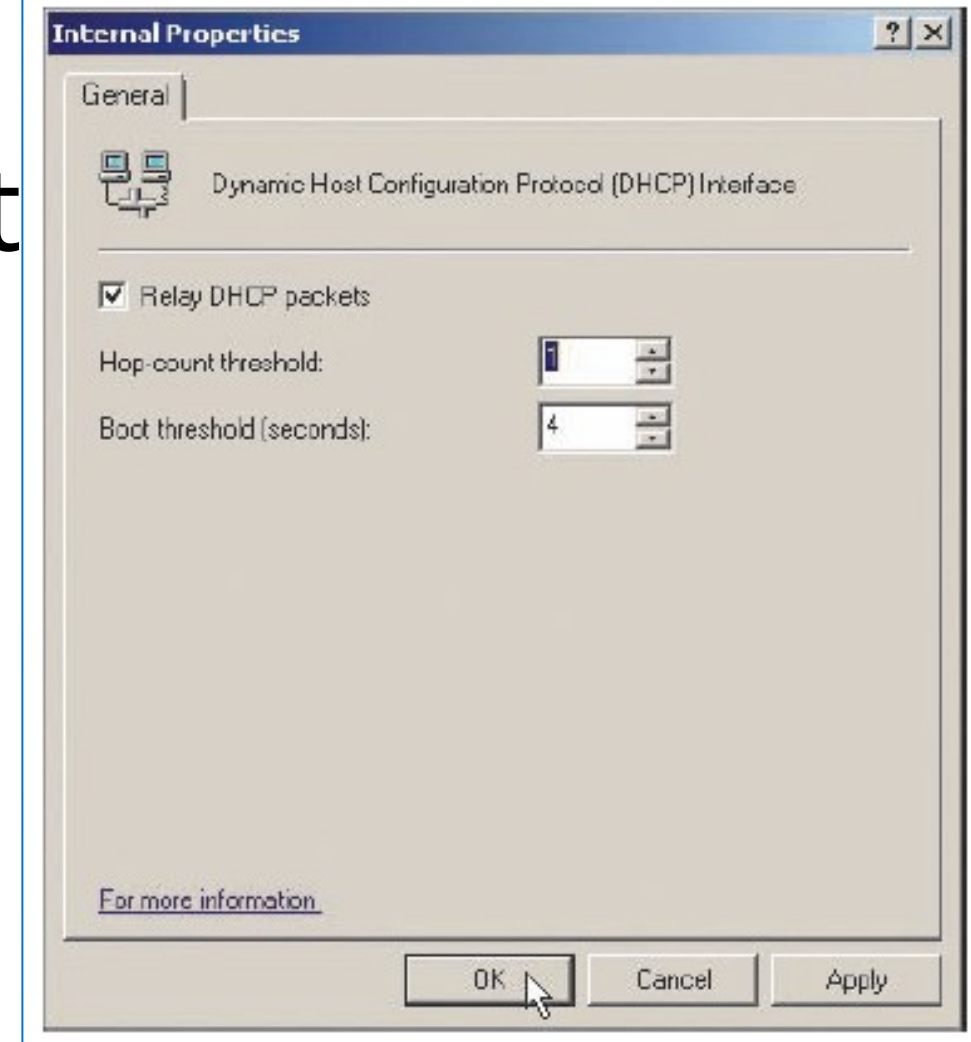 Internal Properties
General
t
Dynamic Host Configuration Protocol (DHCP) Interface
Relay DHCP packets
Hop-count threshold: 1
Boot threshold (seconds): 4
For more information
OK Cancel Apply